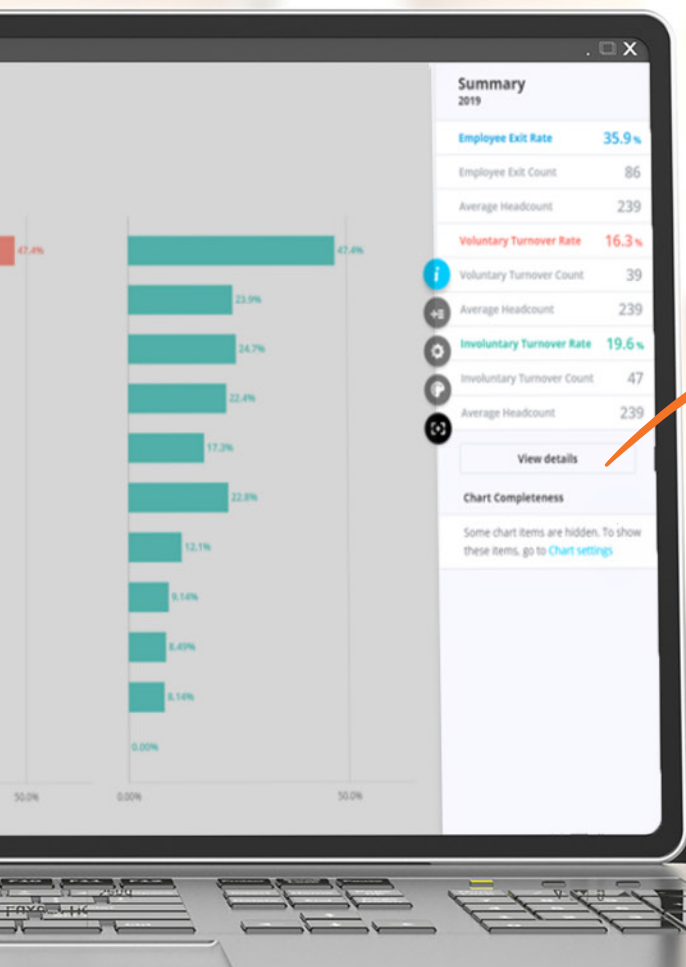 X
Summary
2019
Employee Exit Rate 35.9%
Employee Exit Count 86
Average Headcount 239
Voluntary Turnover Rate 16.3%
Voluntary Turnover Count 39
Average Headcount 239
Involuntary Turnover Rate 19.6%
Involuntary Turnover Count 47
Average Headcount 239
View details
Chart Completeness
Some chart items are hidden. To show
these items, go to Chart settings
47.4%
47.4%
23.9%
24.7%
22.4%
17.3%
22.8%
12.1%
9.14%
8.49%
8.14%
0.00%
50.0%
0.00%
50.0%